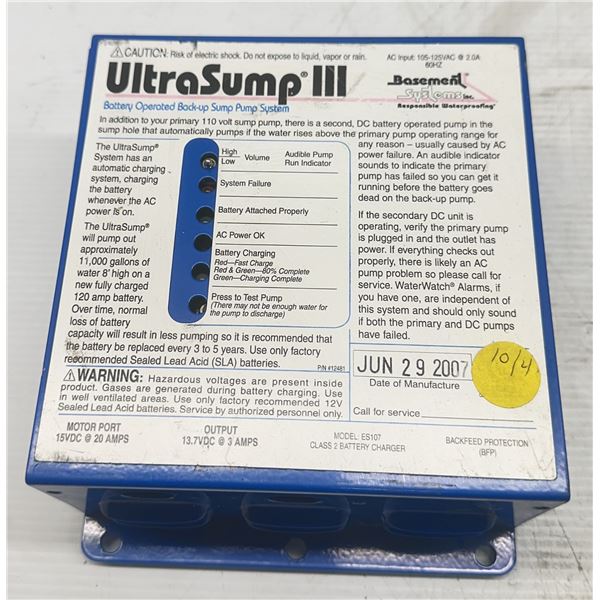 ⚠CAUTION: Risk of electric shock. Do not expose to liquid, vapor or rain.
AC Input: 105-125VAC @ 2.0A
60HZ
UltraSump® III
Battery Operated Back-up Sump Pump System
Basement
Systems Inc.
Responsible Waterproofing®
In addition to your primary 110 volt sump pump, there is a second, DC battery operated pump in the
sump hole that automatically pumps if the water rises above the primary pump operating range for
The UltraSump®
System has an
automatic charging
system, charging
the battery
whenever the AC
power is on.
The UltraSump®
will pump out
approximately
11,000 gallons of
water 8' high on a
new fully charged
120 amp battery.
Over time, normal
loss of battery
capacity will result in less pumping so it is recommended that
the battery be replaced every 3 to 5 years. Use only factory
recommended Sealed Lead Acid (SLA) batteries.
P/N #12481
High
Low
Volume
Audible Pump
Run Indicator
System Failure
Battery Attached Properly
AC Power OK
Battery Charging
Red—Fast Charge
Red & Green—80% Complete
Green—Charging Complete
Press to Test Pump
(There may not be enough water for
the pump to discharge)
any reason – usually caused by AC
power failure. An audible indicator
sounds to indicate the primary
pump has failed so you can get it
running before the battery goes
dead on the back-up pump.
If the secondary DC unit is
operating, verify the primary pump
is plugged in and the outlet has
power. If everything checks out
properly, there is likely an AC
pump problem so please call for
service. WaterWatch® Alarms, if
you have one, are independent of
this system and should only sound
if both the primary and DC pumps
have failed.
⚠WARNING: Hazardous voltages are present inside
product. Gases are generated during battery charging. Use
in well ventilated area. Use only factory recommended 12V
Sealed Lead Acid batteries. Service by authorized personnel only.
JUN 29 2007
10/4
Date of Manufacture
Call for service
MOTOR PORT
15VDC @ 20 AMPS
OUTPUT
13.7VDC @ 3 AMPS
MODEL: ES107
CLASS 2 BATTERY CHARGER
BACKFEED PROTECTION
(BFP)